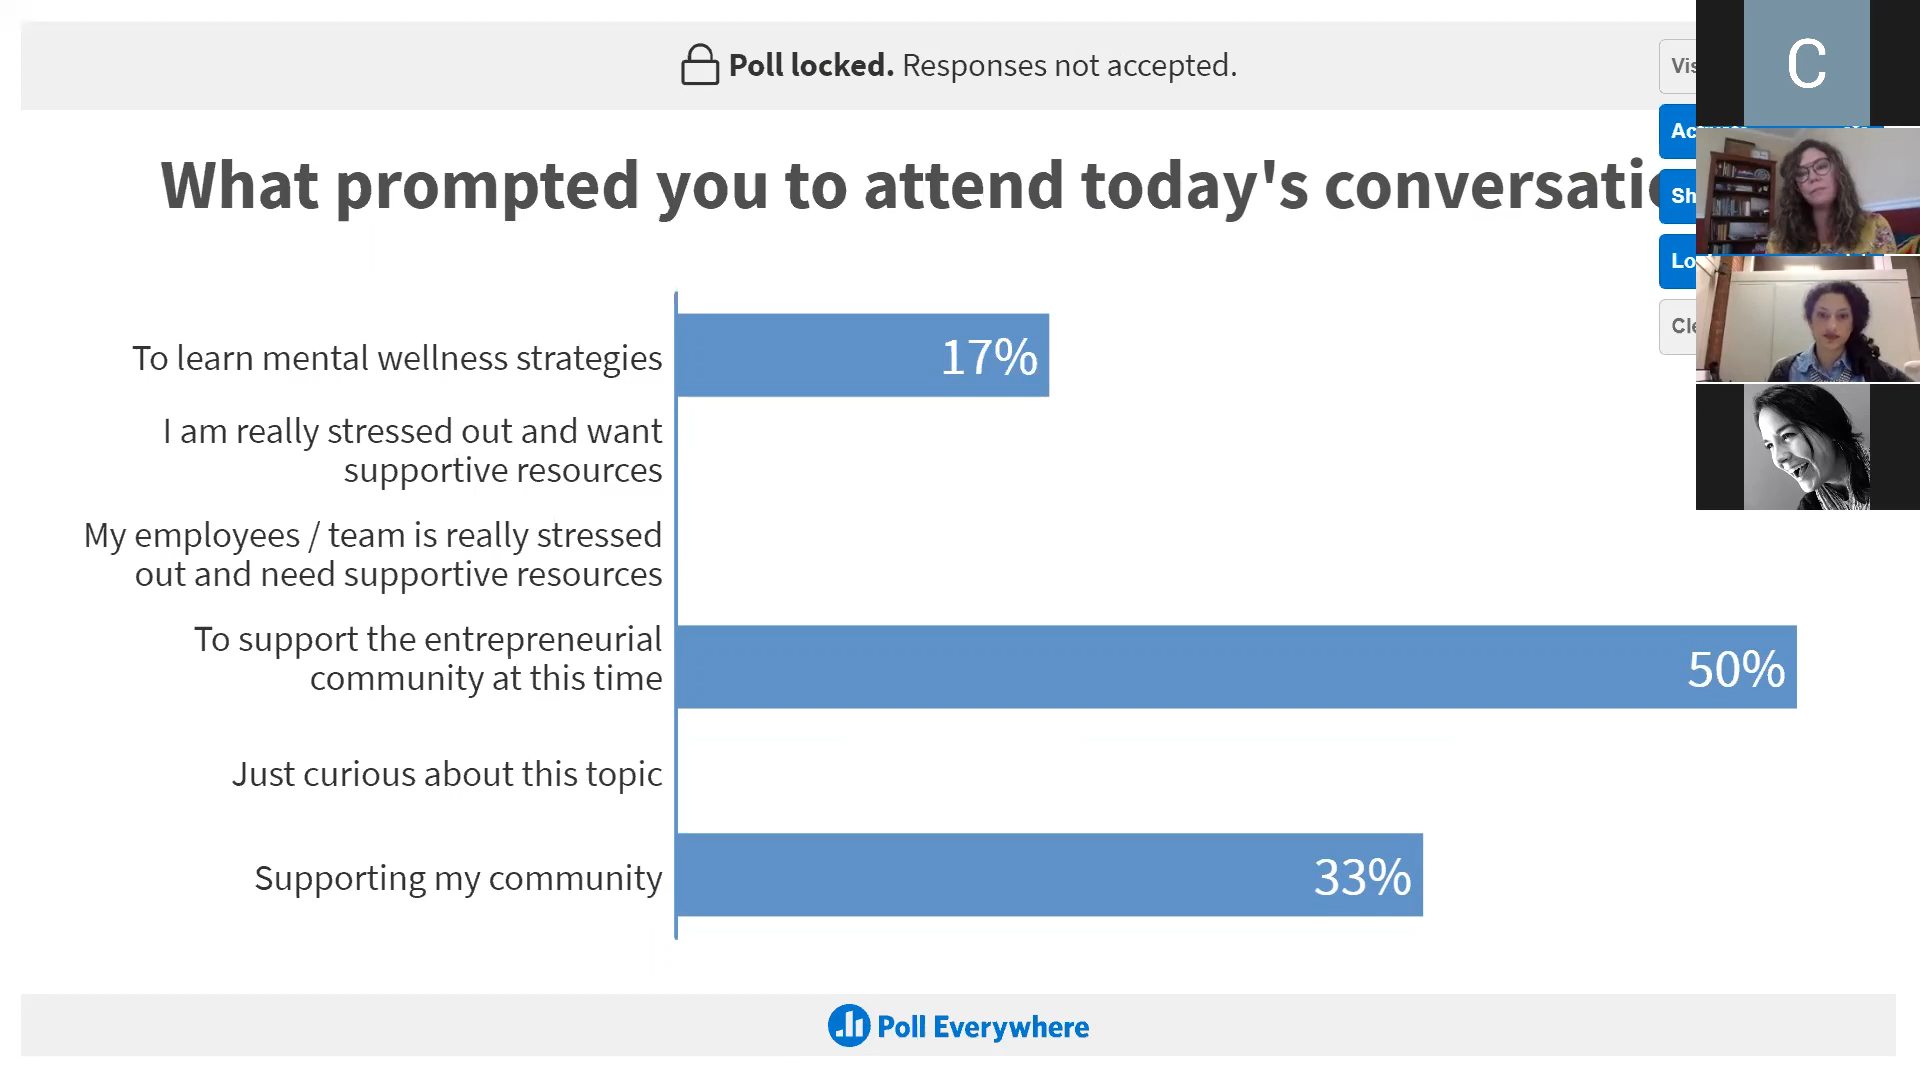 Poll locked. Responses not accepted.
What prompted you to attend today's
To learn mental wellness strategies
17%
I am really stressed out and want
supportive resources
My employees / team is really stressed
out and need supportive resources
To support the entrepreneurial
community at this time
50%
Just curious about this topic
Supporting my community
33%
Poll Everywhere
C